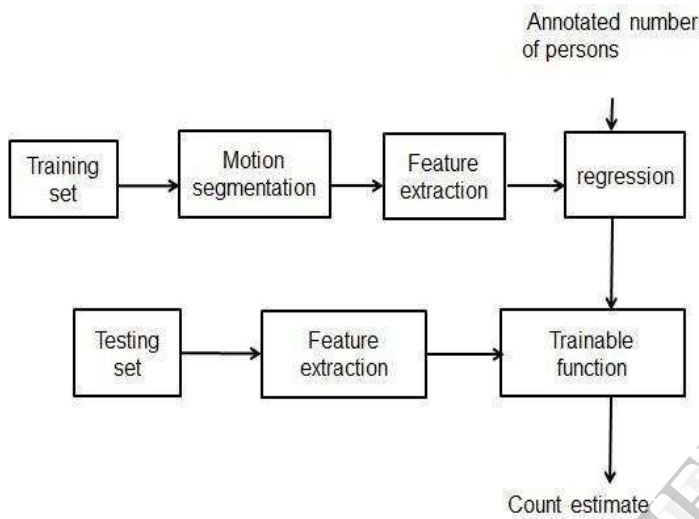 Annotated number
of persons
Training
set
Motion
segmentation
Feature
extraction
regression
Testing
set
Feature
extraction
Trainable
function
Count estimate